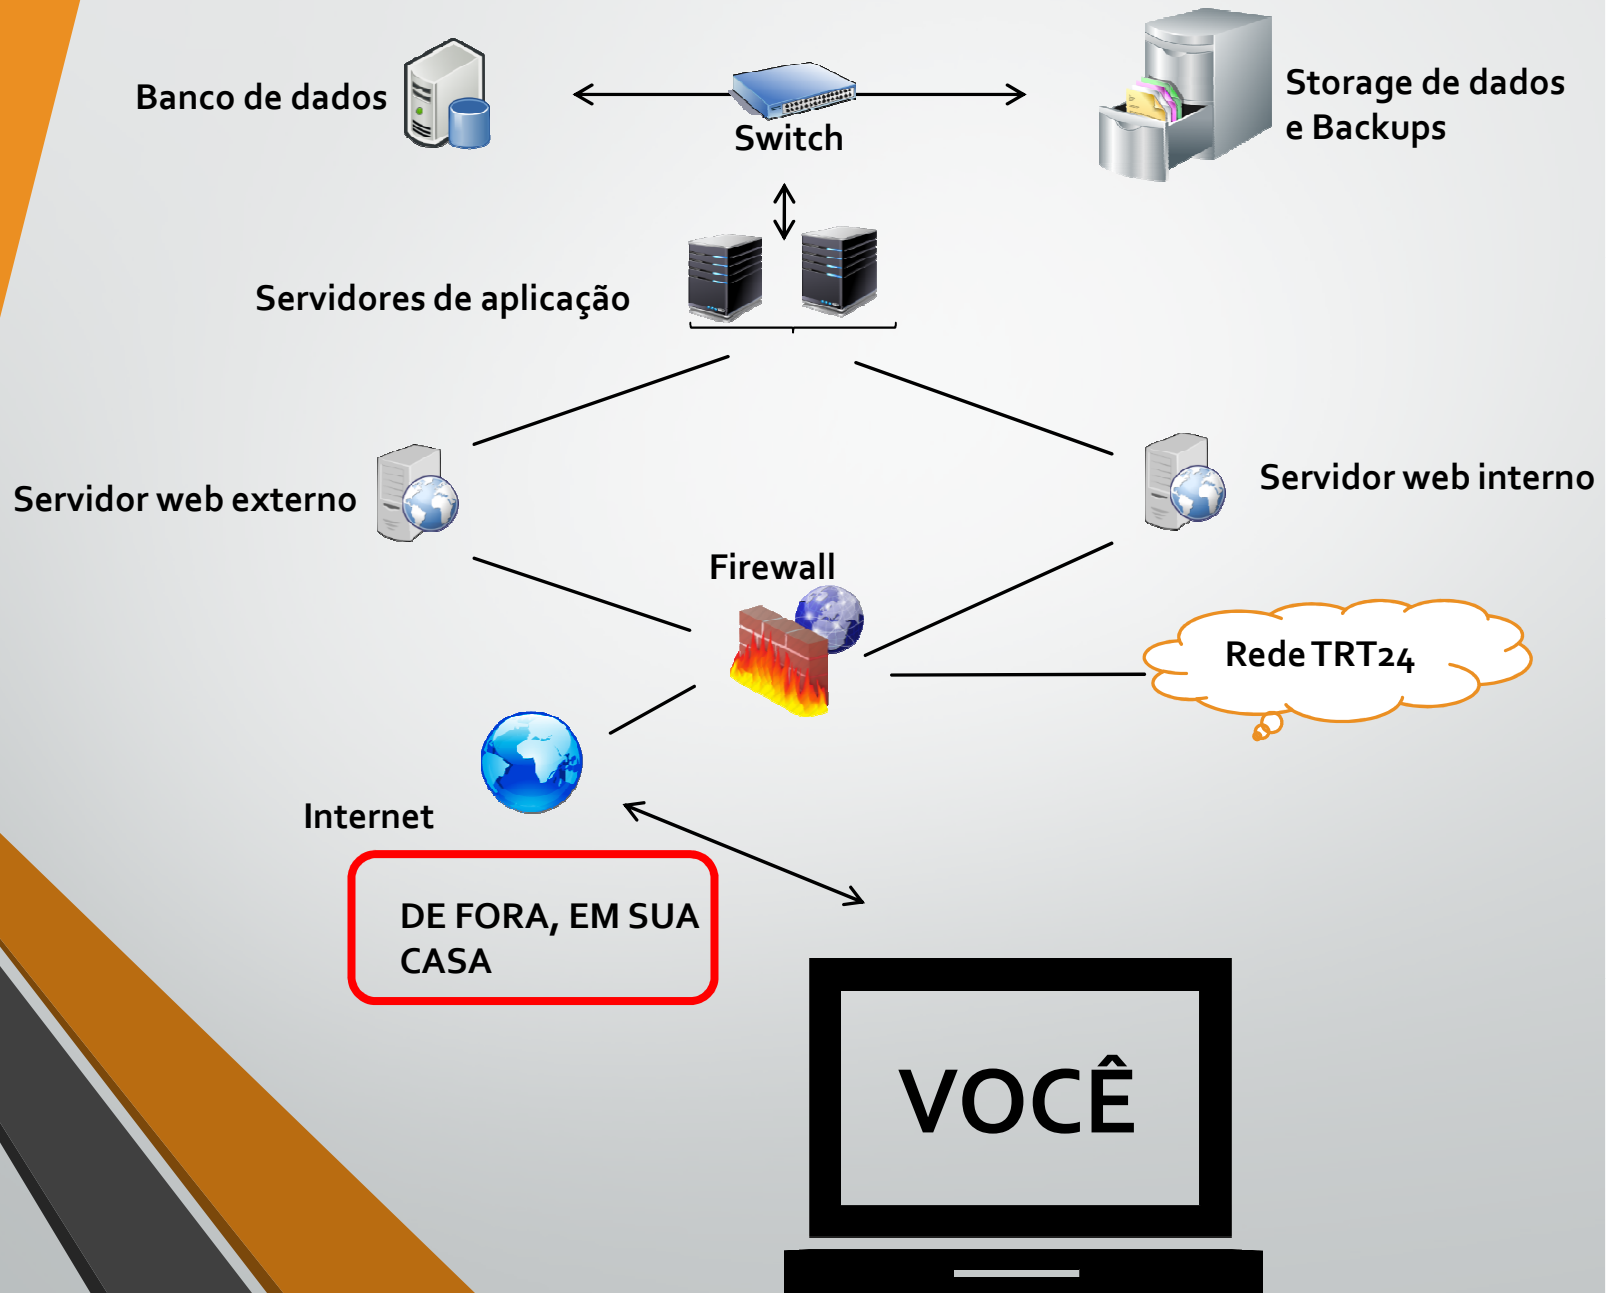 Banco de dados
Switch
Storage de dados
e Backups
Servidores de aplicação
Servidor web externo
Servidor web interno
Firewall
Rede TRT24
Internet
DE FORA, EM SUA
CASA
VOCÊ